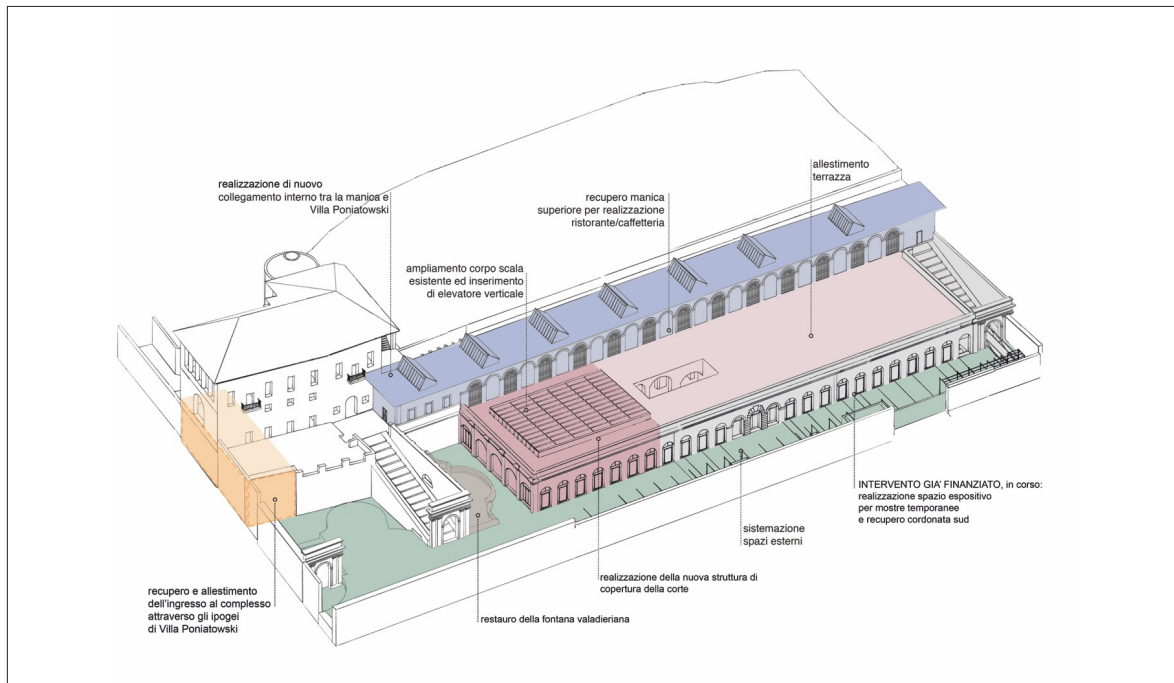 allestimento
terrazza
realizzazione di nuovo
collegamento interno tra la manica e
Villa Poniatowski
recupero manica
superiore per realizzazione
ristorante/caffetteria
ampliamento corpo scala
esistente ed inserimento
di elevatore verticale
INTERVENTO GIA' FINANZIATO, in corso:
realizzazione spazio espositivo
per mostre temporanee
e recupero cordonata sud
sistemazione
spazi esterni
realizzazione della nuova struttura di
copertura della corte
recupero e allestimento
dell'ingresso al complesso
attraverso gli ipogei
di Villa Poniatowski
restauro della fontana valadieriana